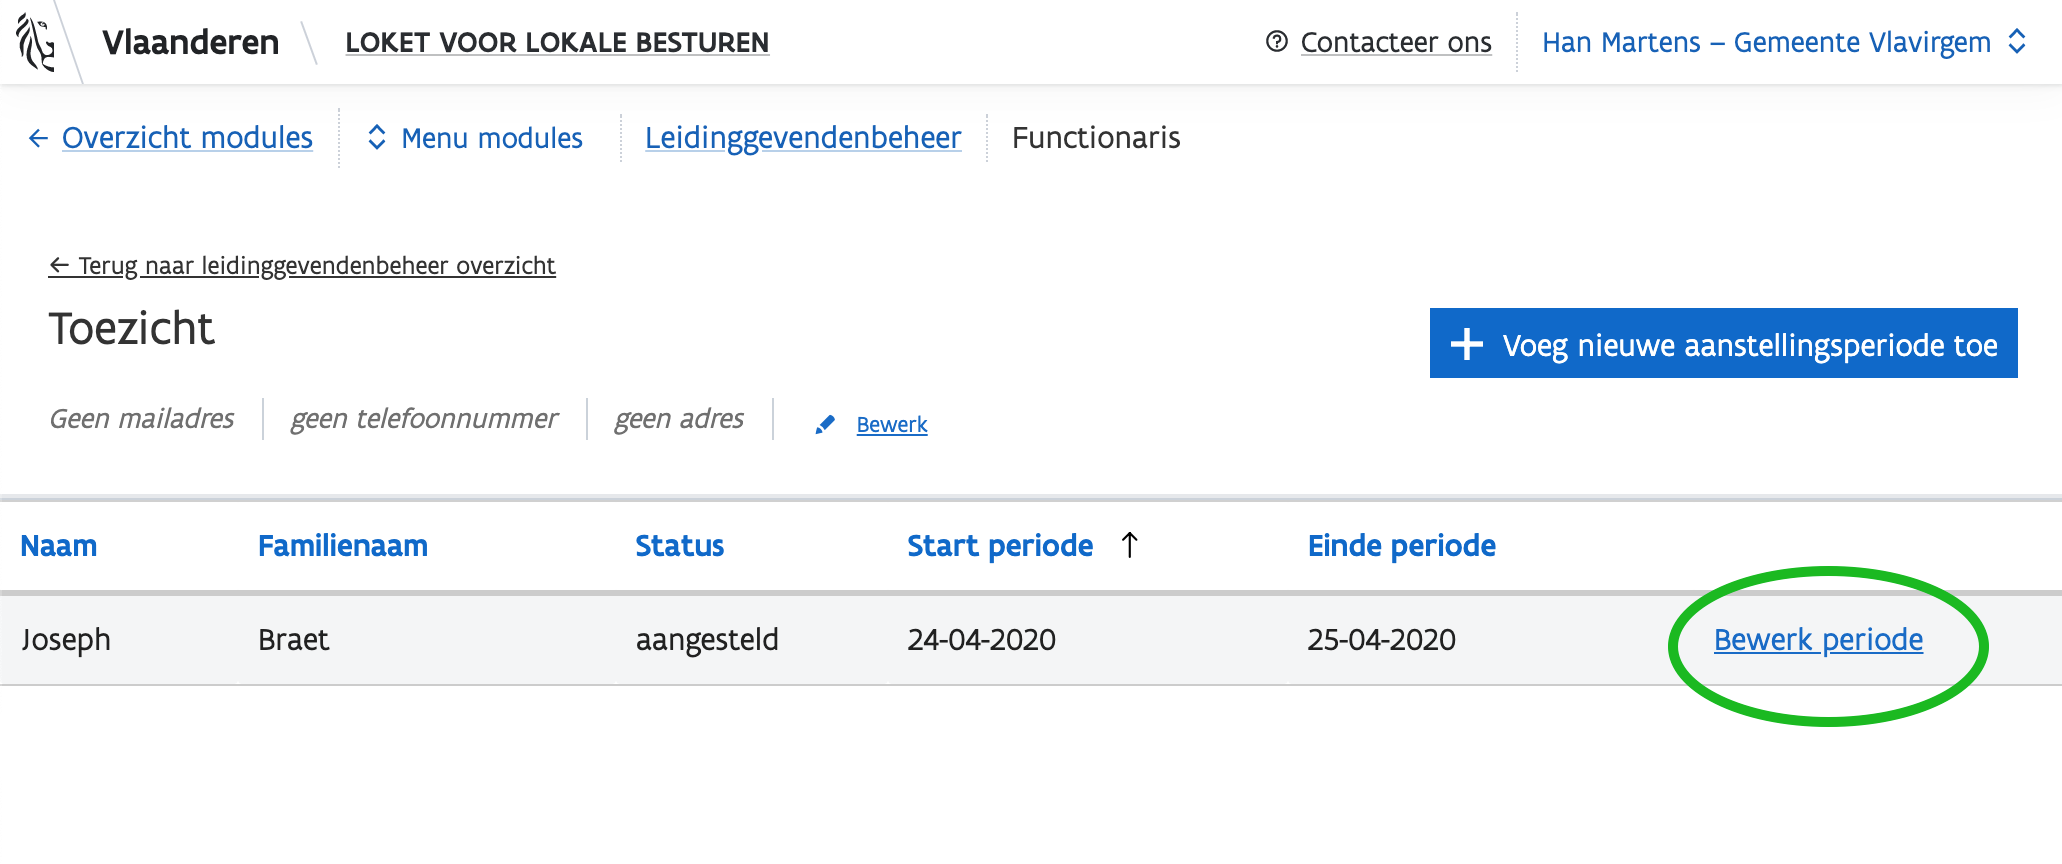 Vlaanderen LOKET VOOR LOKALE BESTUREN Contacteer ons Han Martens – Gemeente Vlavirgem
← Overzicht modules Menu modules Leidinggevendenbeheer Functionaris
← Terug naar leidinggevendenbeheer overzicht
Toezicht
Voeg nieuwe aanstellingsperiode toe
Geen mailadres geen telefoonnummer geen adres Bewerk
Naam Familienaam Status Start periode ↑ Einde periode
Joseph Braet aangesteld 24-04-2020 25-04-2020 Bewerk periode